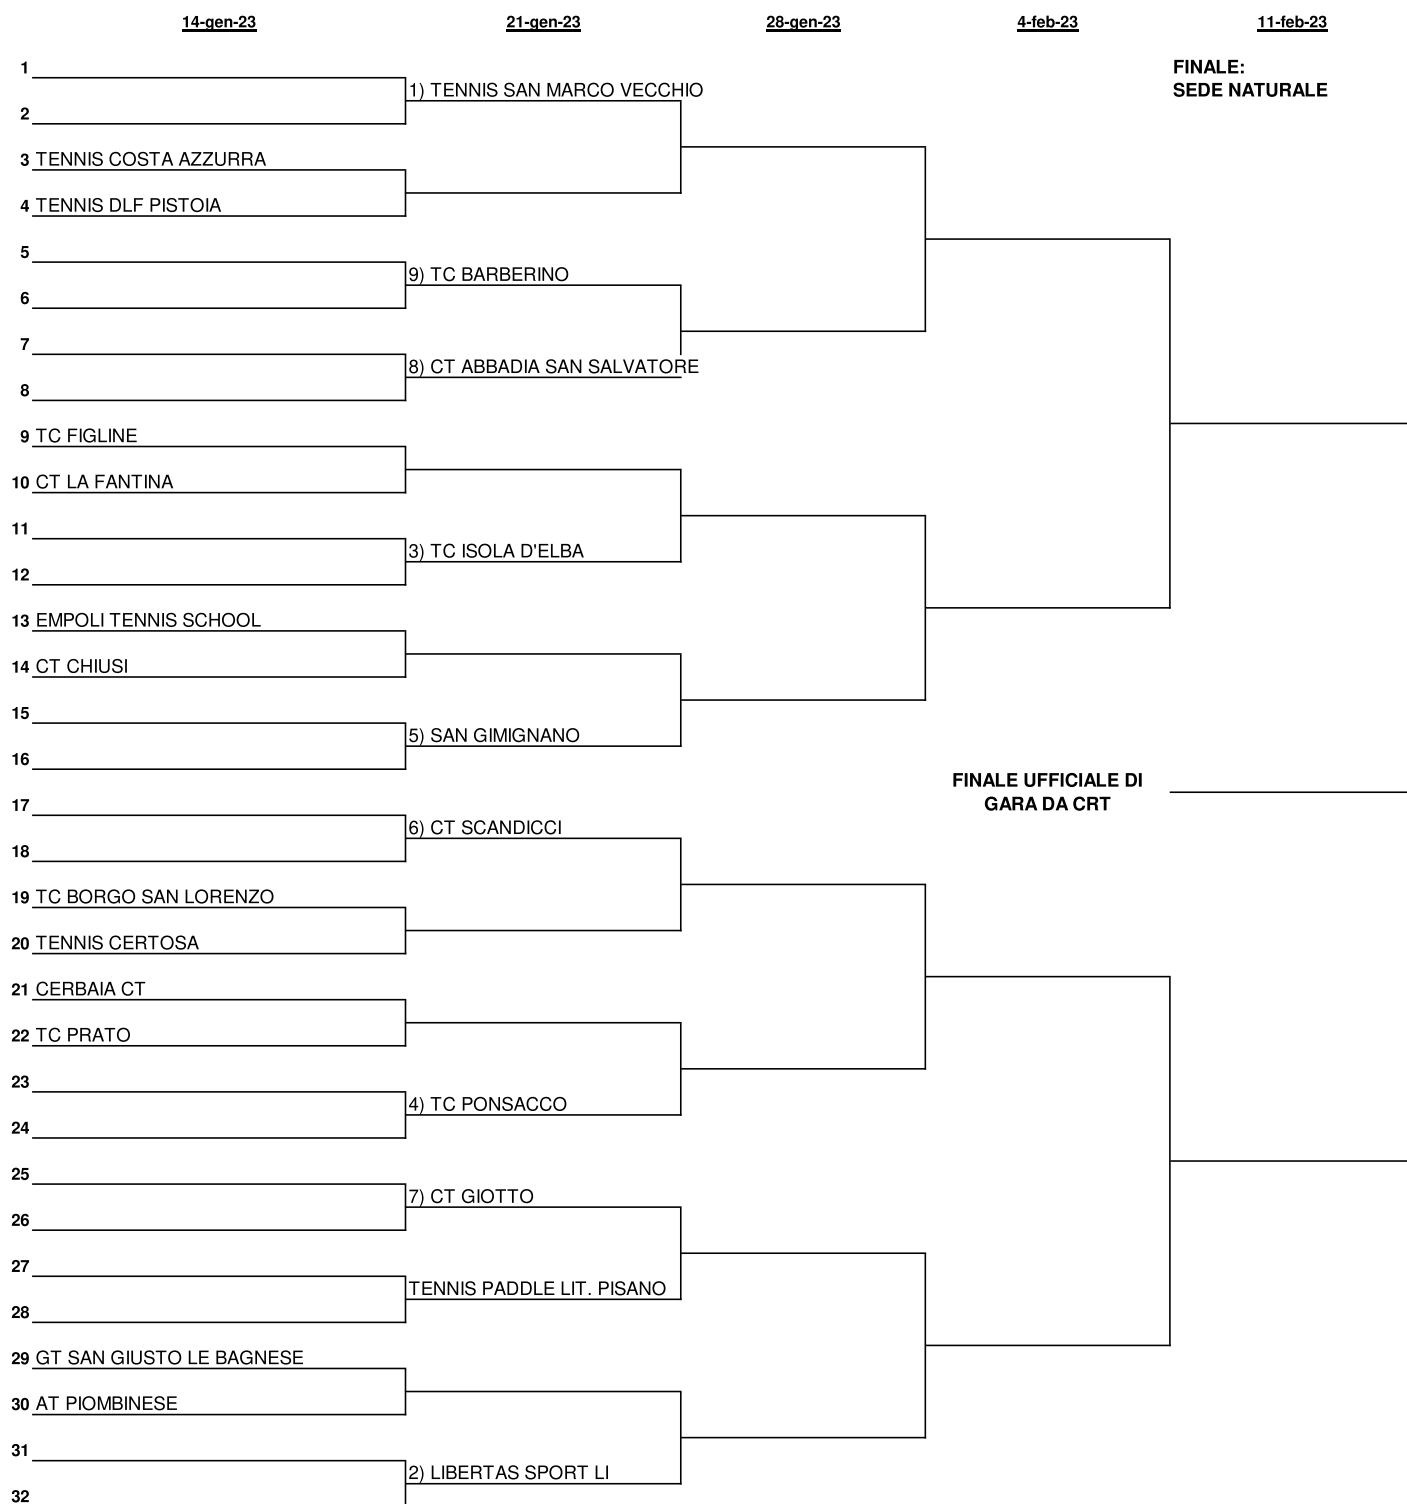 14-gen-23 21-gen-23 28-gen-23 4-feb-23 11-feb-23
1
FINALE:
1) TENNIS SAN MARCO VECCHIO
SEDE NATURALE
2
3 TENNIS COSTA AZZURRA
4 TENNIS DLF PISTOIA
5
9) TC BARBERINO
6
7
8) CT ABBADIA SAN SALVATORE
8
9 TC FIGLINE
10 CT LA FANTINA
11
3) TC ISOLA D'ELBA
12
13 EMPOLI TENNIS SCHOOL
14 CT CHIUSI
15
5) SAN GIMIGNANO
16
FINALE UFFICIALE DI
GARA DA CRT
17
6) CT SCANDICCI
18
19 TC BORGO SAN LORENZO
20 TENNIS CERTOSA
21 CERBAIA CT
22 TC PRATO
23
4) TC PONSACCO
24
25
7) CT GIOTTO
26
27
TENNIS PADDLE LIT. PISANO
28
29 GT SAN GIUSTO LE BAGNESE
30 AT PIOMBINESE
31
2) LIBERTAS SPORT LI
32